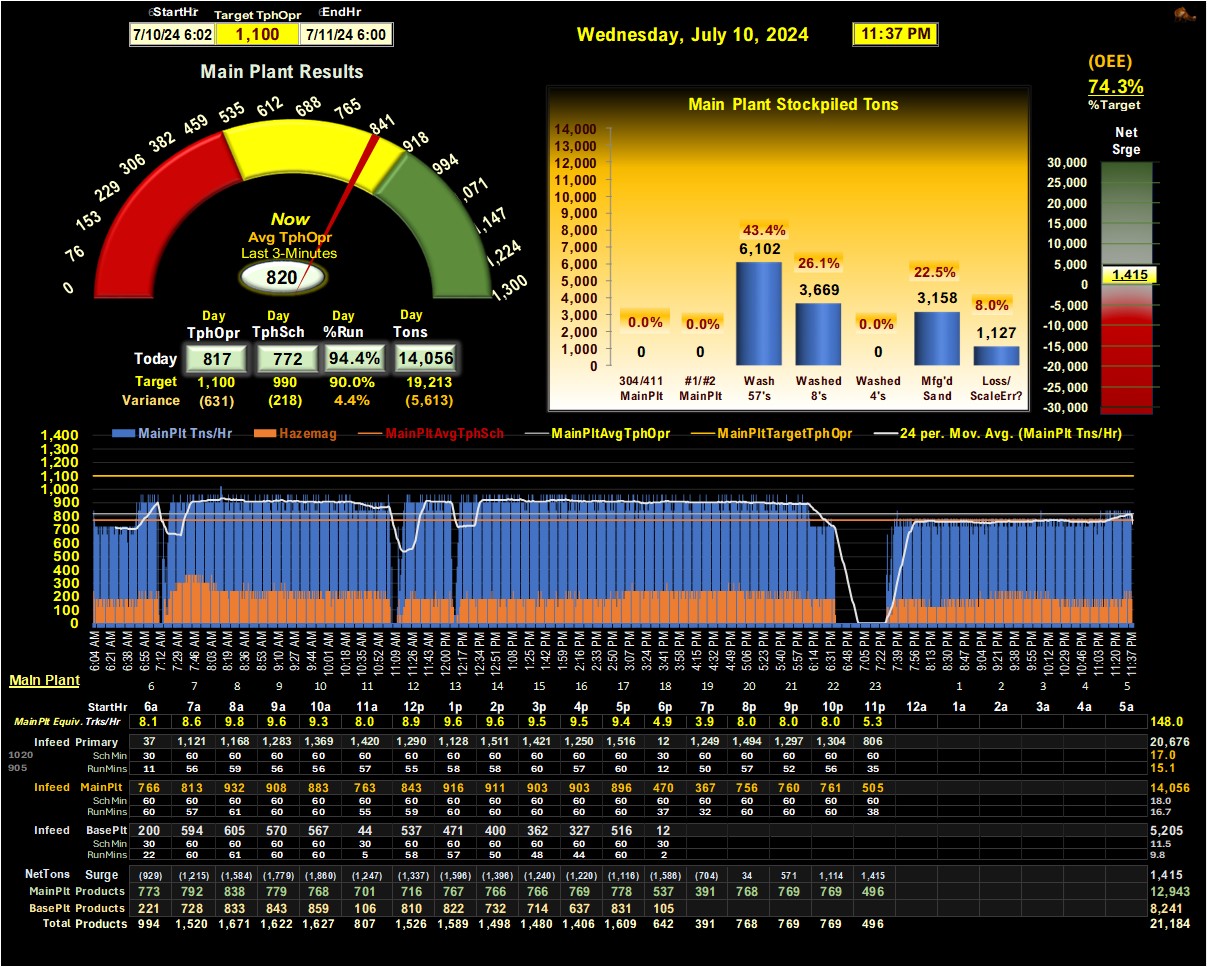 StartHr Target TphOpr EndHr
7/10/24 6:02 1,100 7/11/24 6:00
Wednesday, July 10, 2024 11:37 PM
(OEE)
74.3%
%Target
Main Plant Results
0 76 153 229 306 382 459 535 612 688 765 841 918 994 ,071 ,147 1,224 1,300
Now
Avg TphOpr
Last 3-Minutes
820
Day Day Day Day
TphOpr TphSch %Run Tons
Today 817 772 94.4% 14,056
Target 1,100 990 90.0% 19,213
Variance (631) (218) 4.4% (5,613)
Main Plant Stockpiled Tons
14,000
13,000
12,000
11,000
10,000
9,000
8,000
7,000
6,000
5,000
4,000
3,000
2,000
1,000
0
0.0% 0.0% 43.4% 26.1% 0.0% 22.5% 8.0%
0 0 6,102 3,669 0 3,158 1,127
304/411 #1/#2 Wash Washed Washed Mfg'd Loss/
MainPlt MainPlt 57's 8's 4's Sand ScaleErr?
Net
Srge
30,000
25,000
20,000
15,000
10,000
5,000
0
-5,000
-10,000
-15,000
-20,000
-25,000
-30,000
1,415
MainPlt Tns/Hr Hazemag MainPltAvgTphSch MainPltAvgTphOpr MainPltTargetTphOpr 24 per. Mov. Avg. (MainPlt Tns/Hr)
1,400
1,300
1,200
1,100
1,000
900
800
700
600
500
400
300
200
100
0
6:04 AM 6:21 AM 6:38 AM 6:55 AM 7:12 AM 7:29 AM 7:46 AM 8:03 AM 8:19 AM 8:36 AM 8:53 AM 9:10 AM 9:27 AM 9:44 AM 10:01 AM 10:18 AM 10:35 AM 10:52 AM 11:09 AM 11:26 AM 11:43 AM 12:00 PM 12:17 PM 12:34 PM 12:51 PM 1:08 PM 1:25 PM 1:42 PM 1:59 PM 2:16 PM 2:33 PM 2:50 PM 3:07 PM 3:24 PM 3:41 PM 3:58 PM 4:15 PM 4:32 PM 4:49 PM 5:06 PM 5:23 PM 5:40 PM 5:57 PM 6:14 PM 6:31 PM 6:48 PM 7:05 PM 7:22 PM 7:39 PM 7:56 PM 8:13 PM 8:30 PM 8:47 PM 9:04 PM 9:21 PM 9:38 PM 9:55 PM 10:12 PM 10:29 PM 10:46 PM 11:03 PM 11:20 PM 11:37 PM
Main Plant
6 7 8 9 10 11 12 13 14 15 16 17 18 19 20 21 22 23 1 2 3 4 5
StartHr 6a 7a 8a 9a 10a 11a 12p 1p 2p 3p 4p 5p 6p 7p 8p 9p 10p 11p 12a 1a 2a 3a 4a 5a
MainPlt Equiv. Trks/Hr 8.1 8.6 9.8 9.6 9.3 8.0 8.9 9.6 9.6 9.5 9.5 9.4 4.9 3.9 8.0 8.0 8.0 5.3 148.0
Infeed Primary 37 1,121 1,168 1,283 1,369 1,420 1,290 1,128 1,511 1,421 1,250 1,516 12 1,249 1,494 1,297 1,304 806 20,676
1020 Sch Min 30 60 60 60 60 60 60 60 60 60 60 60 30 60 60 60 60 60 17.0
905 RunMins 11 56 59 56 56 57 55 58 58 60 57 60 12 50 57 52 56 35 15.1
Infeed MainPlt 766 813 932 908 883 763 843 916 911 903 903 896 470 367 756 760 761 505 14,056
Sch Min 60 60 60 60 60 60 60 60 60 60 60 60 60 60 60 60 60 60 18.0
RunMins 60 57 61 60 60 55 59 60 60 60 60 60 37 32 60 60 60 38 16.7
Infeed BasePlt 200 594 605 570 567 44 537 471 400 362 327 516 12 5,205
Sch Min 30 60 60 60 60 30 60 60 60 60 60 60 30 11.5
RunMins 22 60 61 60 60 5 58 57 50 48 44 60 2 9.8
NetTons Surge (929) (1,215) (1,584) (1,779) (1,860) (1,247) (1,337) (1,596) (1,396) (1,240) (1,220) (1,116) (1,586) (704) 34 571 1,114 1,415 1,415
MainPlt Products 773 792 838 779 768 701 716 767 766 766 769 778 537 391 768 769 769 496 12,943
BasePlt Products 221 728 833 843 859 106 810 822 732 714 637 831 105 8,241
Total Products 994 1,520 1,671 1,622 1,627 807 1,526 1,589 1,498 1,480 1,406 1,609 642 391 768 769 769 496 21,184